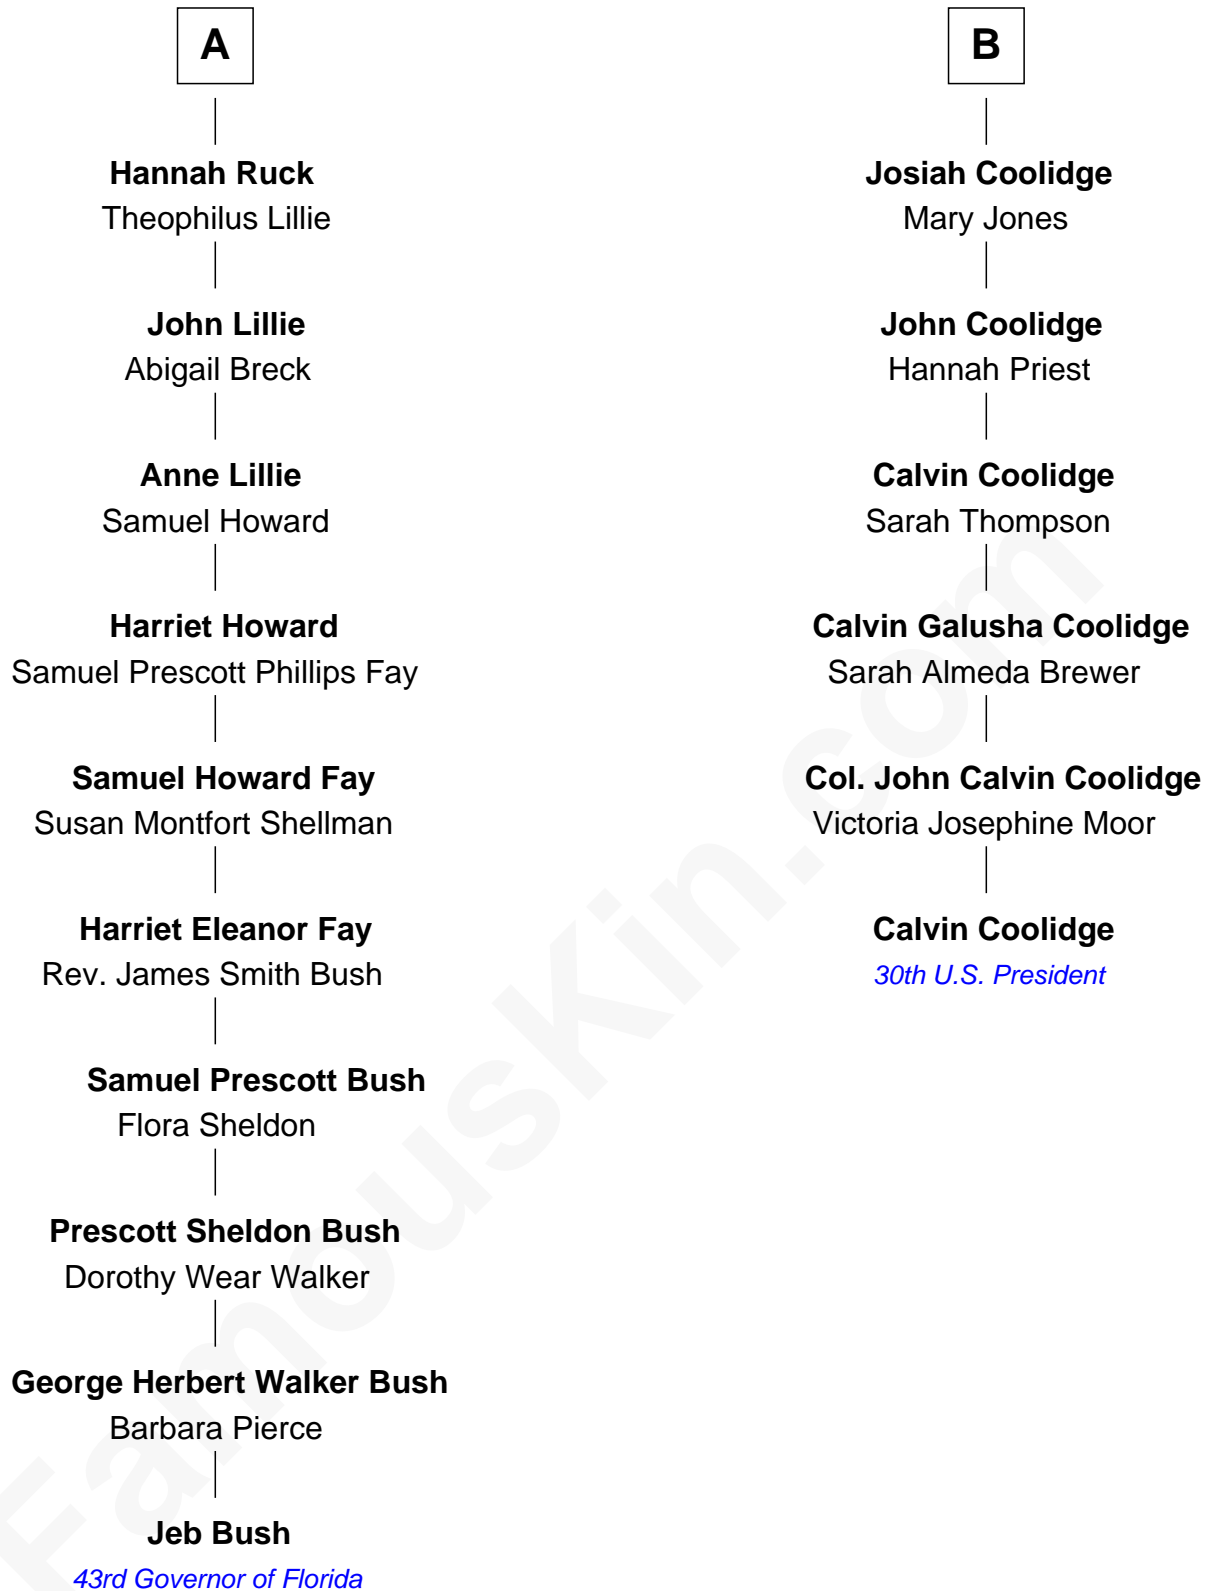 A
Hannah Ruck
Theophilus Lillie
John Lillie
Abigail Breck
Anne Lillie
Samuel Howard
Harriet Howard
Samuel Prescott Phillips Fay
Samuel Howard Fay
Susan Montfort Shellman
Harriet Eleanor Fay
Rev. James Smith Bush
Samuel Prescott Bush
Flora Sheldon
Prescott Sheldon Bush
Dorothy Wear Walker
George Herbert Walker Bush
Barbara Pierce
Jeb Bush
43rd Governor of Florida
B
Josiah Coolidge
Mary Jones
John Coolidge
Hannah Priest
Calvin Coolidge
Sarah Thompson
Calvin Galusha Coolidge
Sarah Almeda Brewer
Col. John Calvin Coolidge
Victoria Josephine Moor
Calvin Coolidge
30th U.S. President
FamousKin.com